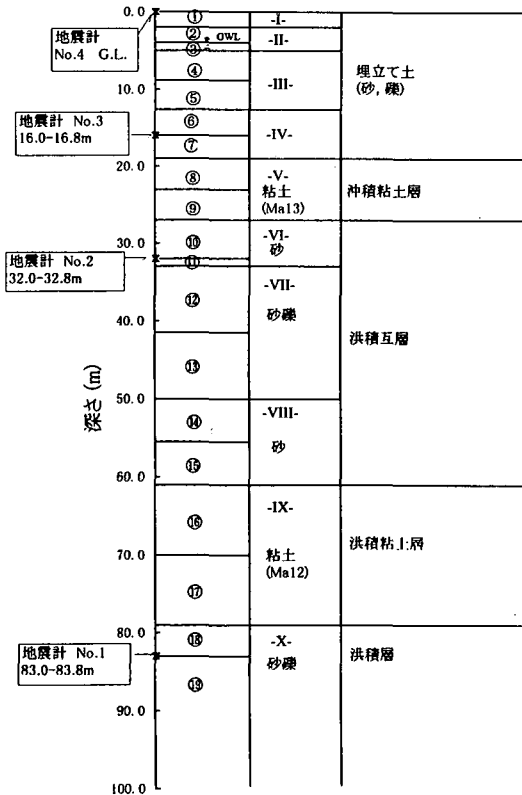 0.0
地震計
No.4 G.L.
① -I-
② GWL -II-
③
④
10.0
⑤ -III-
埋立て土
(砂, 礫)
地震計 No.3
16.0-16.8m
⑥
⑦ -IV-
20.0
⑧ -V-
粘土
⑨ (Ma13)
沖積粘土層
30.0
⑩ -VI-
砂
地震計 No.2
32.0-32.8m
⑪
⑫ -VII-
砂礫
40.0
深さ (m)
⑬
洪積互層
50.0
⑭ -VIII-
砂
⑮
60.0
⑯ -IX-
粘土
(Ma12)
洪積粘土層
70.0
⑰
80.0
⑱ -X-
砂礫
洪積層
地震計 No.1
83.0-83.8m
⑲
90.0
100.0